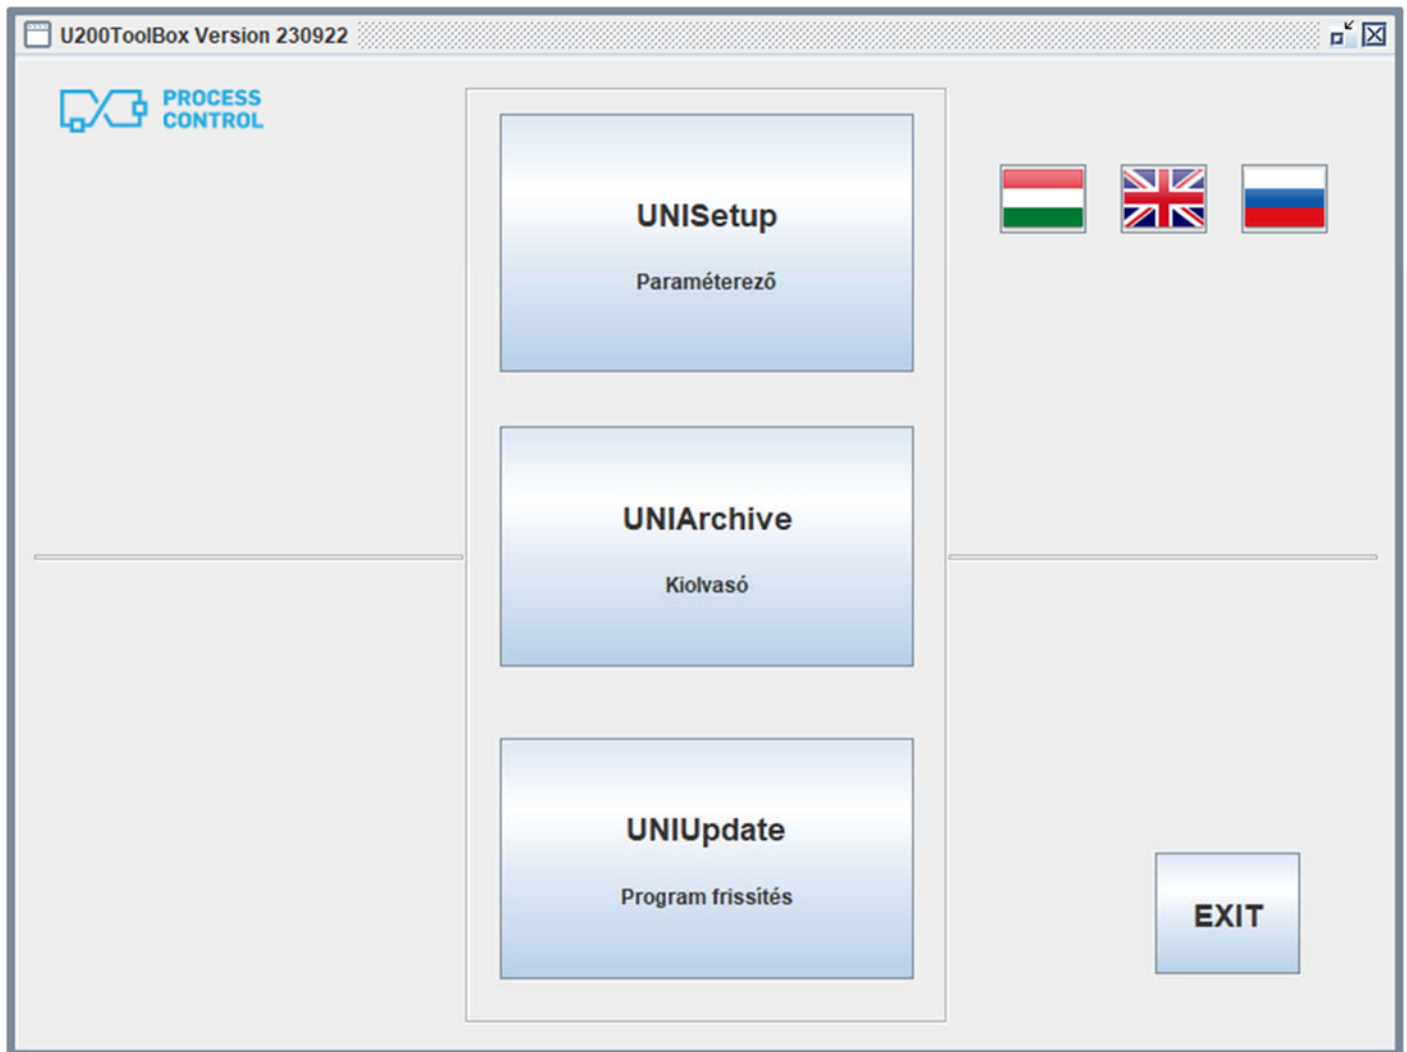 U200ToolBox Version 230922
PROCESS
CONTROL
UNISetup
Paraméterező
UNIArchive
Kiolvasó
UNIUpdate
Program frissítés
EXIT